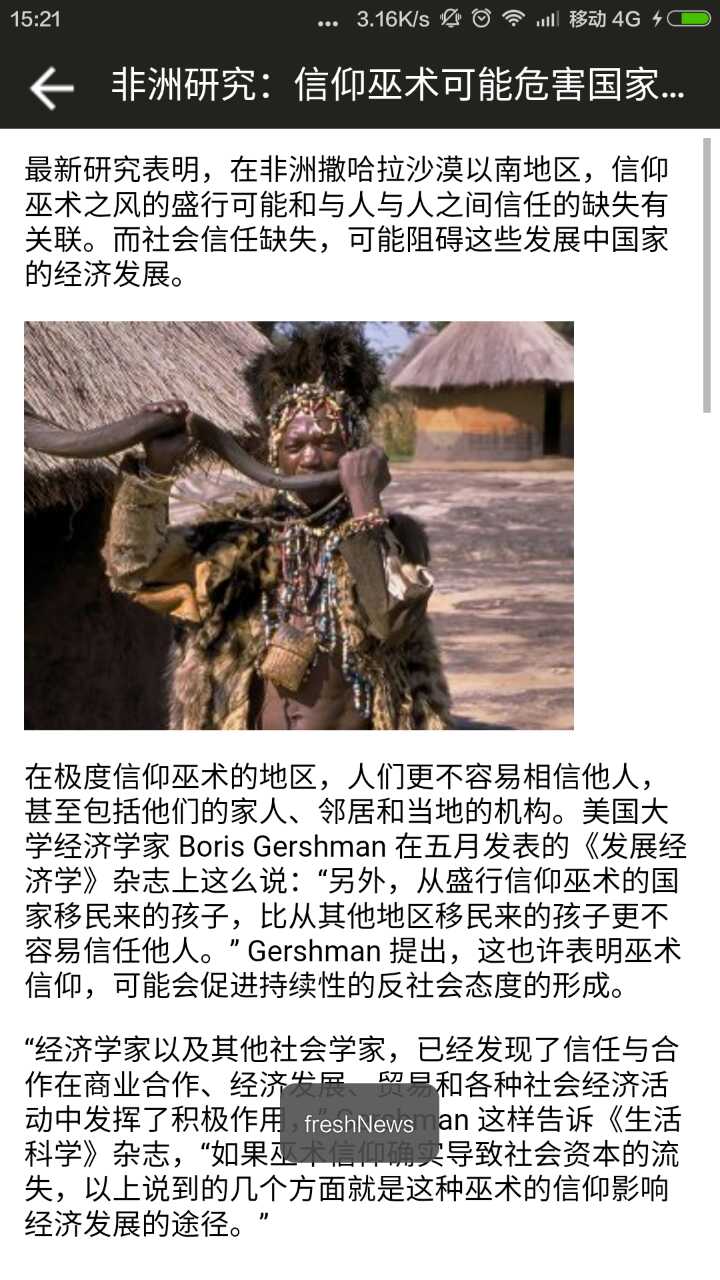 15:21
... 3.16K/s 移动 4G
非洲研究：信仰巫术可能危害国家...
最新研究表明，在非洲撒哈拉沙漠以南地区，信仰
巫术之风的盛行可能和与人与人之间信任的缺失有
关联。而社会信任缺失，可能阻碍这些发展中国家
的经济发展。
在极度信仰巫术的地区，人们更不容易相信他人，
甚至包括他们的家人、邻居和当地的机构。美国大
学经济学家 Boris Gershman 在五月发表的《发展经
济学》杂志上这么说：“另外，从盛行信仰巫术的国
家移民来的孩子，比从其他地区移民来的孩子更不
容易信任他人。” Gershman 提出，这也许表明巫术
信仰，可能会促进持续性的反社会态度的形成。
“经济学家以及其他社会学家，已经发现了信任与合
作在商业合作、经济发展、贸易和各种社会经济活
动中发挥了积极作用，” Gershman 这样告诉《生活
科学》杂志，“如果巫术信仰确实导致社会资本的流
失，以上说到的几个方面就是这种巫术的信仰影响
经济发展的途径。”
freshNews